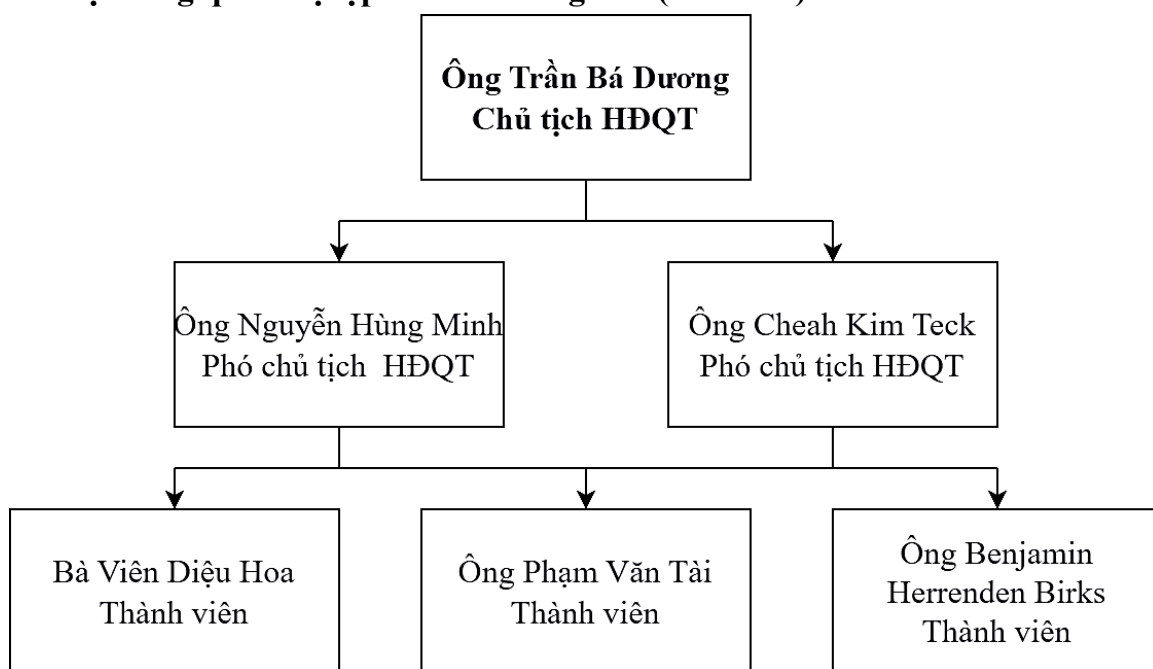 Ông Trần Bá Dương
Chủ tịch HĐQT
Ông Nguyễn Hùng Minh
Phó chủ tịch HĐQT
Ông Cheah Kim Teck
Phó chủ tịch HĐQT
Bà Viên Diệu Hoa
Thành viên
Ông Phạm Văn Tài
Thành viên
Ông Benjamin
Herrenden Birks
Thành viên